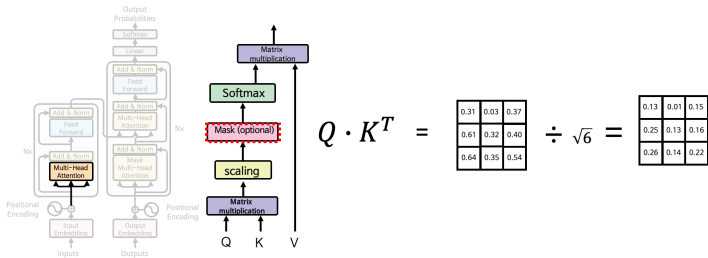 Output
Probabilities
Softmax
Linear
Add & Norm
Feed
Forward
Add & Norm
Multi-Head
Attention
Add & Norm
Mask
Multi-Head
Attention
Nx
Add & Norm
Feed
Forward
Nx
Add & Norm
Multi-Head
Attention
Positional
Encoding
Positional
Encoding
Input
Embedding
Output
Embedding
Inputs
Outputs
Matrix
multiplication
Softmax
Mask (optional)
scaling
Matrix
multiplication
Q K V
Q · K^T = ÷ √6 =
0.31 0.03 0.37
0.61 0.32 0.40
0.64 0.35 0.54
0.13 0.01 0.15
0.25 0.13 0.16
0.26 0.14 0.22